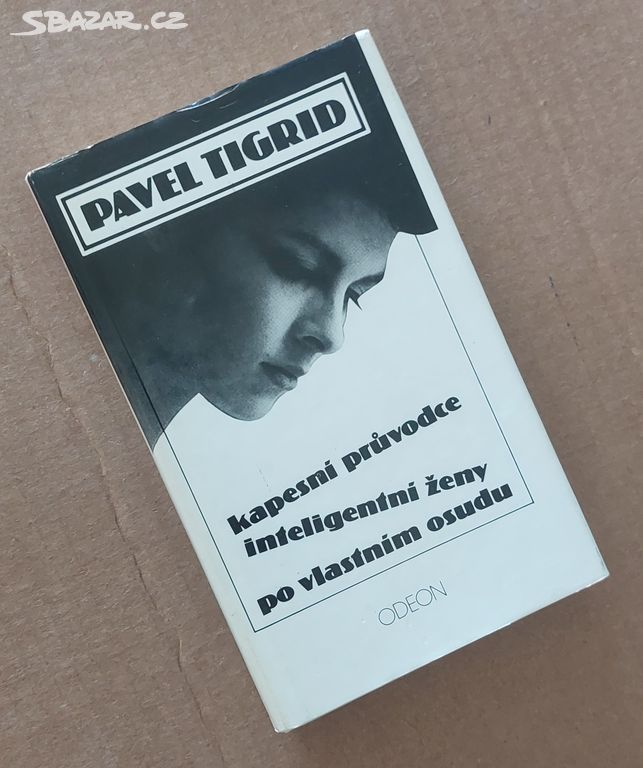 SBAZAR.CZ
PAVEL TIGRID
kapesní průvodce
inteligentní ženy
po vlastním osudu
ODEON